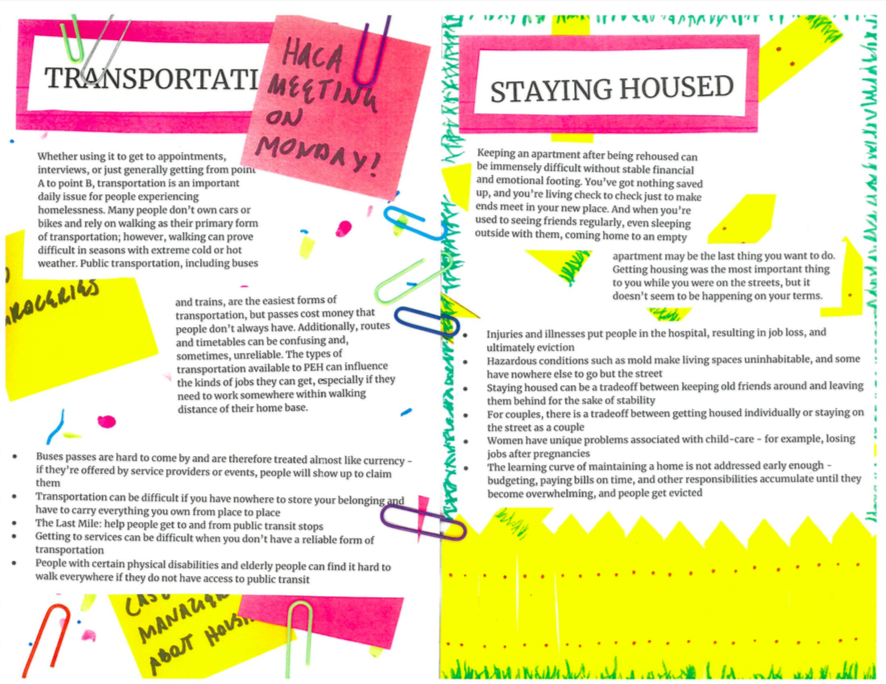 TRANSPORTATI
HACA
MEETING
ON
MONDAY!
Whether using it to get to appointments,
interviews, or just generally getting from point
A to point B, transportation is an important
daily issue for people experiencing
homelessness. Many people don't own cars or
bikes and rely on walking as their primary form
of transportation; however, walking can prove
difficult in seasons with extreme cold or hot
weather. Public transportation, including buses
GROCERIES
and trains, are the easiest forms of
transportation, but passes cost money that
people don't always have. Additionally, routes
and timetables can be confusing and,
sometimes, unreliable. The types of
transportation available to PEH can influence
the kinds of jobs they can get, especially if they
need to work somewhere within walking
distance of their home base.
• Buses passes are hard to come by and are therefore treated almost like currency –
if they're offered by service providers or events, people will show up to claim
them
• Transportation can be difficult if you have nowhere to store your belonging and
have to carry everything you own from place to place
• The Last Mile: help people get to and from public transit stops
• Getting to services can be difficult when you don't have a reliable form of
transportation
• People with certain physical disabilities and elderly people can find it hard to
walk everywhere if they do not have access to public transit
CASE
MANAGER
ABOUT HOUSI
STAYING HOUSED
Keeping an apartment after being rehoused can
be immensely difficult without stable financial
and emotional footing. You've got nothing saved
up, and you're living check to check just to make
ends meet in your new place. And when you're
used to seeing friends regularly, even sleeping
outside with them, coming home to an empty
apartment may be the last thing you want to do.
Getting housing was the most important thing
to you while you were on the streets, but it
doesn't seem to be happening on your terms.
• Injuries and illnesses put people in the hospital, resulting in job loss, and
ultimately eviction
• Hazardous conditions such as mold make living spaces uninhabitable, and some
have nowhere else to go but the street
• Staying housed can be a tradeoff between keeping old friends around and leaving
them behind for the sake of stability
• For couples, there is a tradeoff between getting housed individually or staying on
the street as a couple
• Women have unique problems associated with child-care – for example, losing
jobs after pregnancies
• The learning curve of maintaining a home is not addressed early enough –
budgeting, paying bills on time, and other responsibilities accumulate until they
become overwhelming, and people get evicted